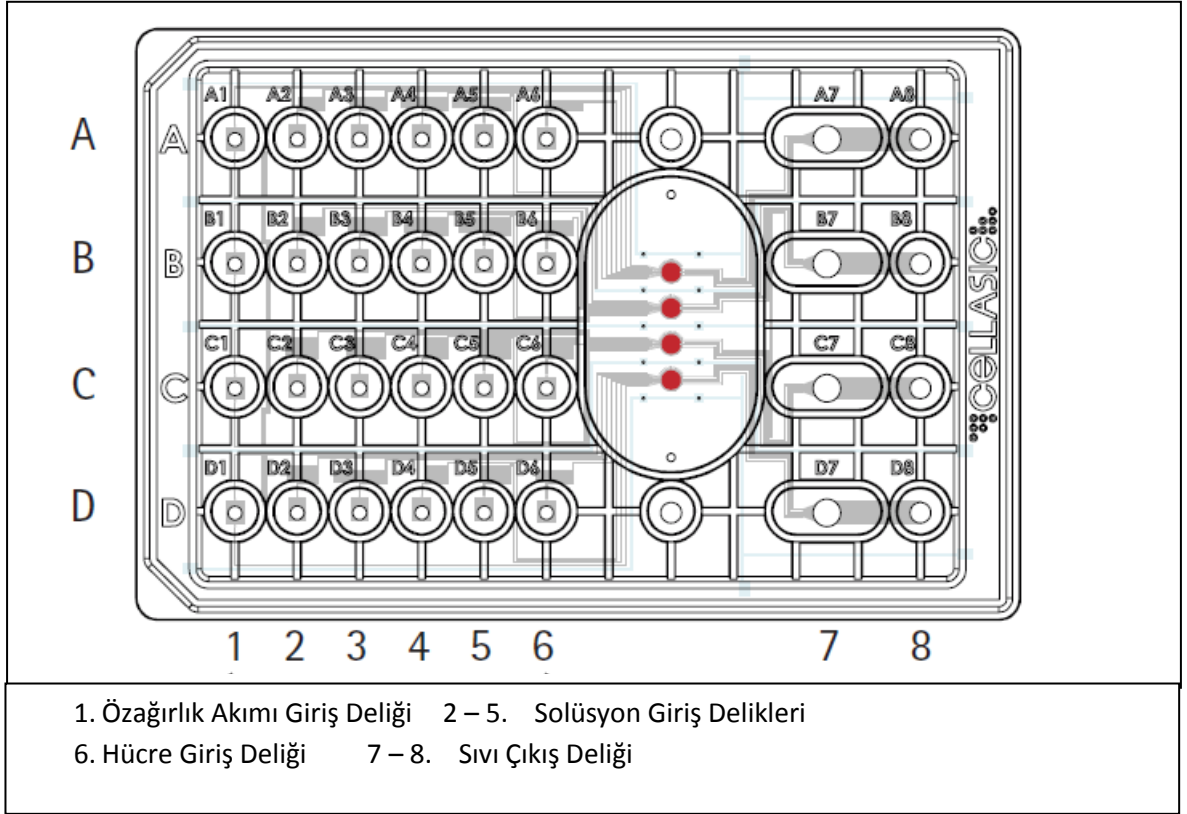 A1 A2 A3 A4 A5 A6 A7 A8
A A
B1 B2 B3 B4 B5 B6 B7 B8
B B
C1 C2 C3 C4 C5 C6 C7 C8
C C
D1 D2 D3 D4 D5 D6 D7 D8
D D
CELLASIC
1 2 3 4 5 6 7 8
1. Özağırlık Akımı Giriş Deliği 2 – 5. Solüsyon Giriş Delikleri
6. Hücre Giriş Deliği 7 – 8. Sıvı Çıkış Deliği